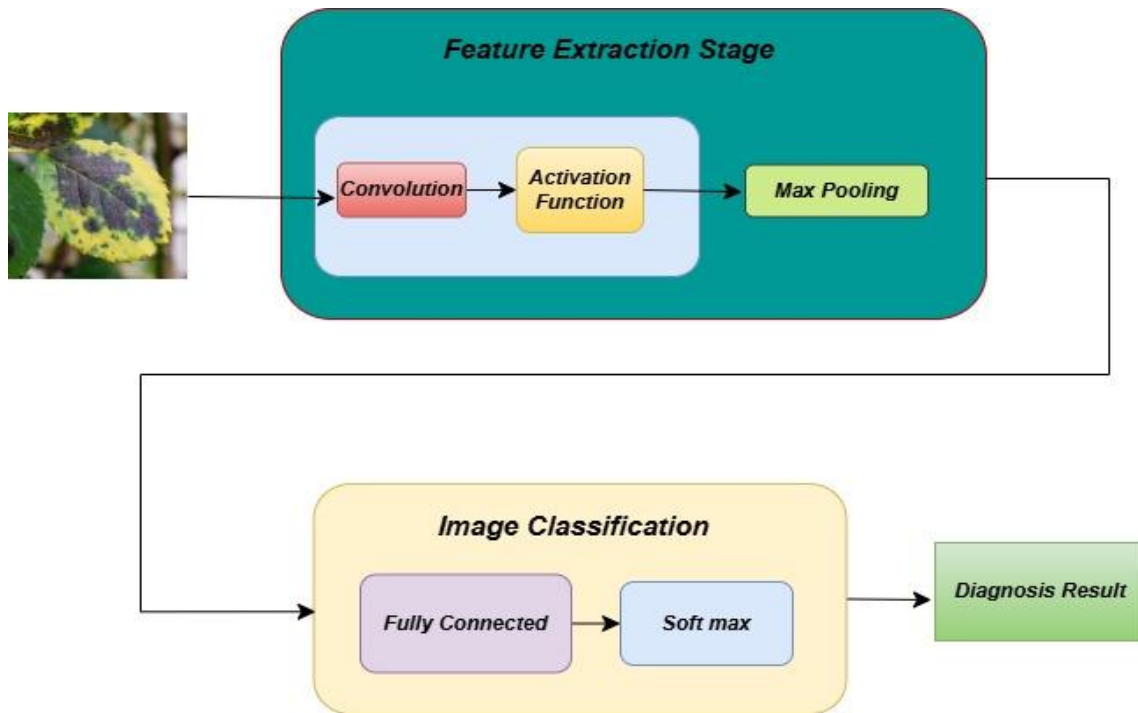 Feature Extraction Stage
Convolution
Activation
Function
Max Pooling
Image Classification
Fully Connected
Soft max
Diagnosis Result